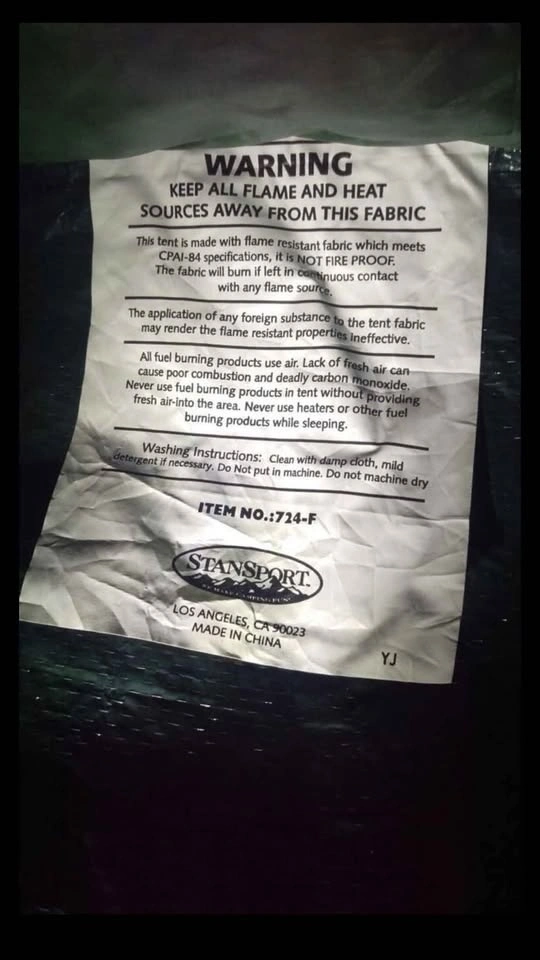 WARNING
KEEP ALL FLAME AND HEAT
SOURCES AWAY FROM THIS FABRIC
This tent is made with flame resistant fabric which meets
CPAI-84 specifications, it is NOT FIRE PROOF.
The fabric will burn if left in continuous contact
with any flame source.
The application of any foreign substance to the tent fabric
may render the flame resistant properties ineffective.
All fuel burning products use air. Lack of fresh air can
cause poor combustion and deadly carbon monoxide.
Never use fuel burning products in tent without providing
fresh air-into the area. Never use heaters or other fuel
burning products while sleeping.
Washing Instructions: Clean with damp cloth, mild
detergent if necessary. Do Not put in machine. Do not machine dry
ITEM NO.:724-F
STANSPORT.
WE MAKE CAMPING FUN!
LOS ANGELES, CA 90023
MADE IN CHINA
YJ